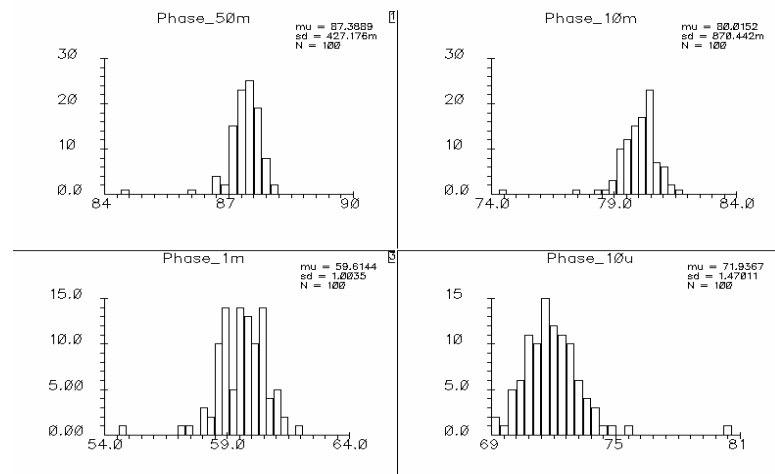 Phase_50m
1
mu = 87.3889
sd = 427.176m
N = 100
30
20
10
0.0
84
87
90
Phase_10m
mu = 80.0152
sd = 870.442m
N = 100
30
20
10
0.0
74.0
79.0
84.0
Phase_1m
3
mu = 59.6144
sd = 1.0035
N = 100
15.0
10.0
5.00
0.00
54.0
59.0
64.0
Phase_10u
mu = 71.9367
sd = 1.47011
N = 100
15
10
5.0
0.0
69
75
81